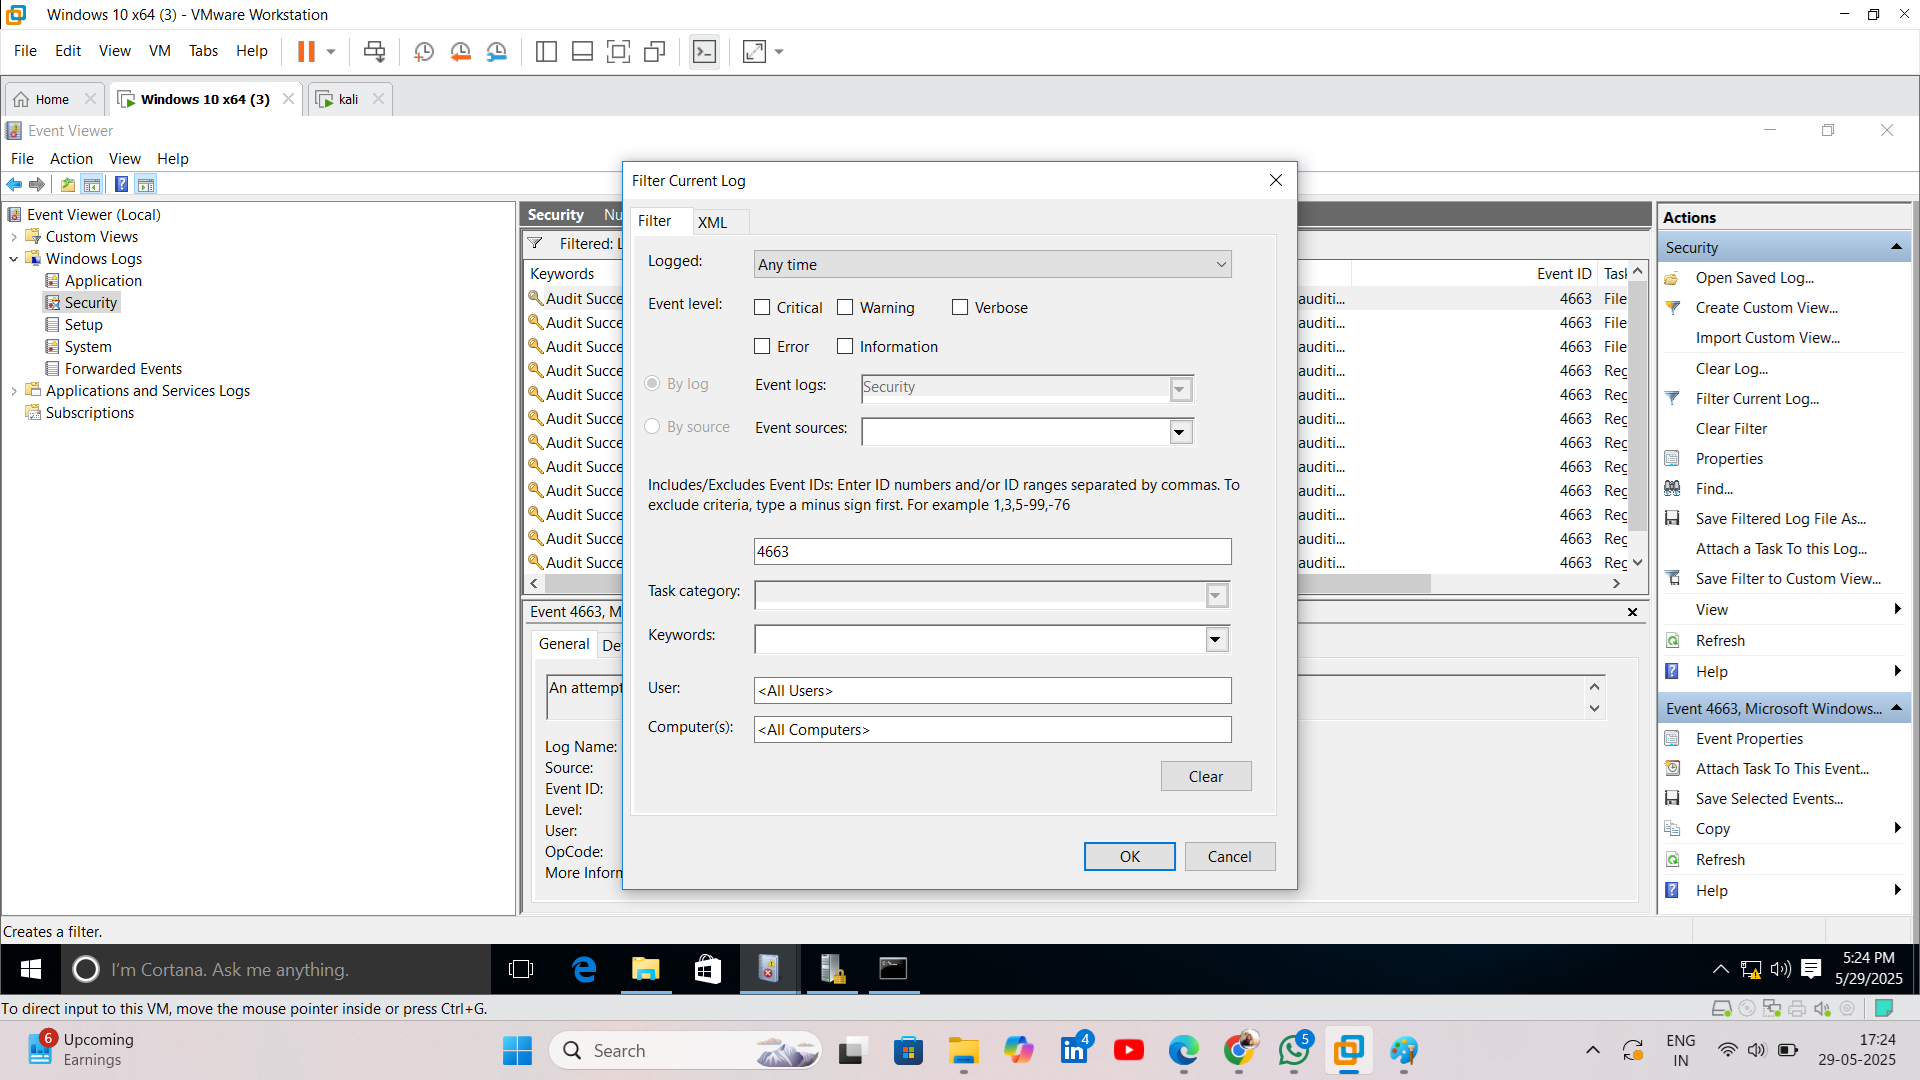 Windows 10 x64 (3) - VMware Workstation
File Edit View VM Tabs Help
Home Windows 10 x64 (3) kali
Event Viewer
File Action View Help
Event Viewer (Local)
Custom Views
Windows Logs
Application
Security
Setup
System
Forwarded Events
Applications and Services Logs
Subscriptions
Security Nu
Filtered: L
Keywords Event ID Task
Audit Succe auditi... 4663 File
Audit Succe auditi... 4663 File
Audit Succe auditi... 4663 File
Audit Succe auditi... 4663 Reg
Audit Succe auditi... 4663 Reg
Audit Succe auditi... 4663 Reg
Audit Succe auditi... 4663 Reg
Audit Succe auditi... 4663 Reg
Audit Succe auditi... 4663 Reg
Audit Succe auditi... 4663 Reg
Audit Succe auditi... 4663 Reg
Audit Succe auditi... 4663 Reg
Event 4663, M
General De
An attempt
Log Name:
Source:
Event ID:
Level:
User:
OpCode:
More Inform
Filter Current Log
Filter XML
Logged: Any time
Event level: Critical Warning Verbose
Error Information
By log Event logs: Security
By source Event sources:
Includes/Excludes Event IDs: Enter ID numbers and/or ID ranges separated by commas. To
exclude criteria, type a minus sign first. For example 1,3,5-99,-76
4663
Task category:
Keywords:
User: <All Users>
Computer(s): <All Computers>
Clear
OK Cancel
Actions
Security
Open Saved Log...
Create Custom View...
Import Custom View...
Clear Log...
Filter Current Log...
Clear Filter
Properties
Find...
Save Filtered Log File As...
Attach a Task To this Log...
Save Filter to Custom View...
View
Refresh
Help
Event 4663, Microsoft Windows...
Event Properties
Attach Task To This Event...
Save Selected Events...
Copy
Refresh
Help
Creates a filter.
I'm Cortana. Ask me anything.
5:24 PM
5/29/2025
To direct input to this VM, move the mouse pointer inside or press Ctrl+G.
6 Upcoming
Earnings
Search
4
5
ENG
IN
17:24
29-05-2025